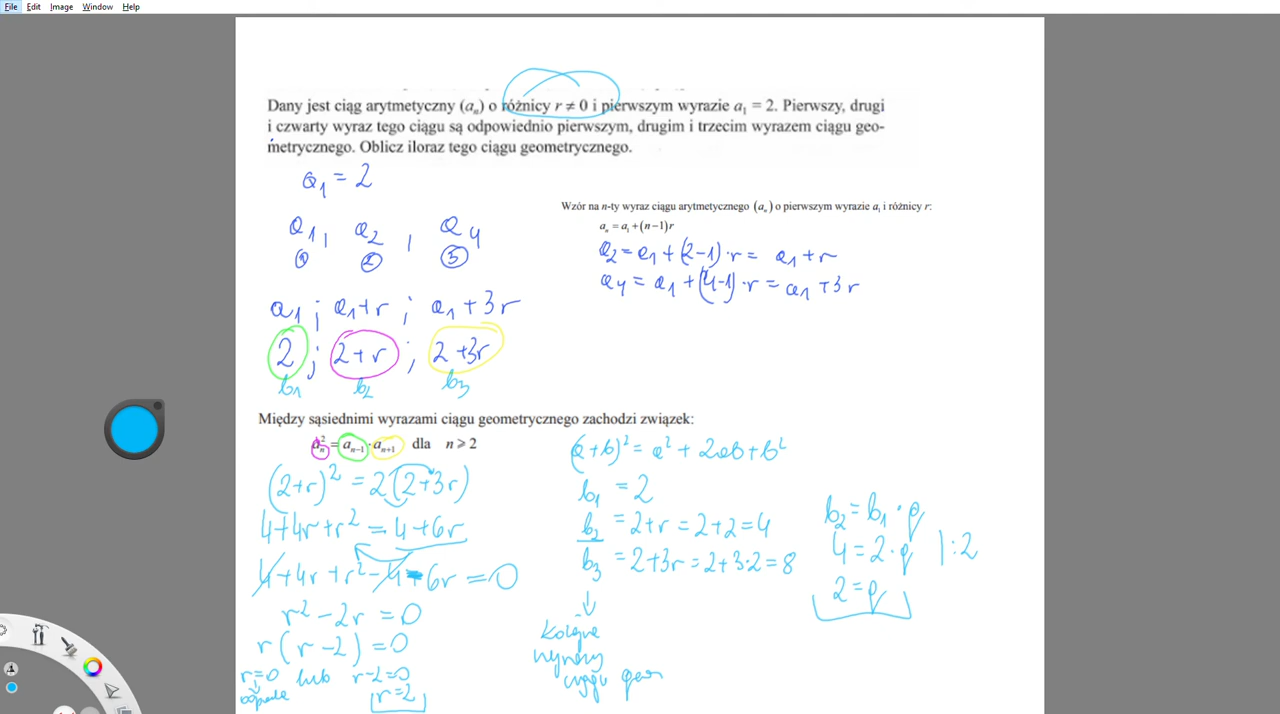 File Edit Image Window Help
Dany jest ciąg arytmetyczny (aₙ) o różnicy r ≠ 0 i pierwszym wyrazie a₁ = 2. Pierwszy, drugi
i czwarty wyraz tego ciągu są odpowiednio pierwszym, drugim i trzecim wyrazem ciągu geo-
metrycznego. Oblicz iloraz tego ciągu geometrycznego.
a₁ = 2
a₁, a₂, a₄
① ② ③
a₁ ; a₁+r ; a₁+3r
2 ; 2+r ; 2+3r
b₁ b₂ b₃
Wzór na n-ty wyraz ciągu arytmetycznego (aₙ) o pierwszym wyrazie a₁ i różnicy r:
aₙ = a₁ + (n−1)r
a₂ = a₁ + (2−1)·r = a₁+r
a₄ = a₁ + (4−1)·r = a₁+3r
Między sąsiednimi wyrazami ciągu geometrycznego zachodzi związek:
aₙ² = aₙ₋₁ · aₙ₊₁ dla n ⩾ 2
(2+r)² = 2(2+3r)
4+4r+r² = 4+6r
4+4r+r²−4−6r = 0
r²−2r = 0
r(r−2) = 0
r=0 lub r−2=0
r=2
(a+b)² = a²+2ab+b²
b₁ = 2
b₂ = 2+r = 2+2 = 4
b₃ = 2+3r = 2+3·2 = 8
kolejne
wyrazy
ciągu geom
b₂ = b₁·q
4 = 2·q |:2
2 = q